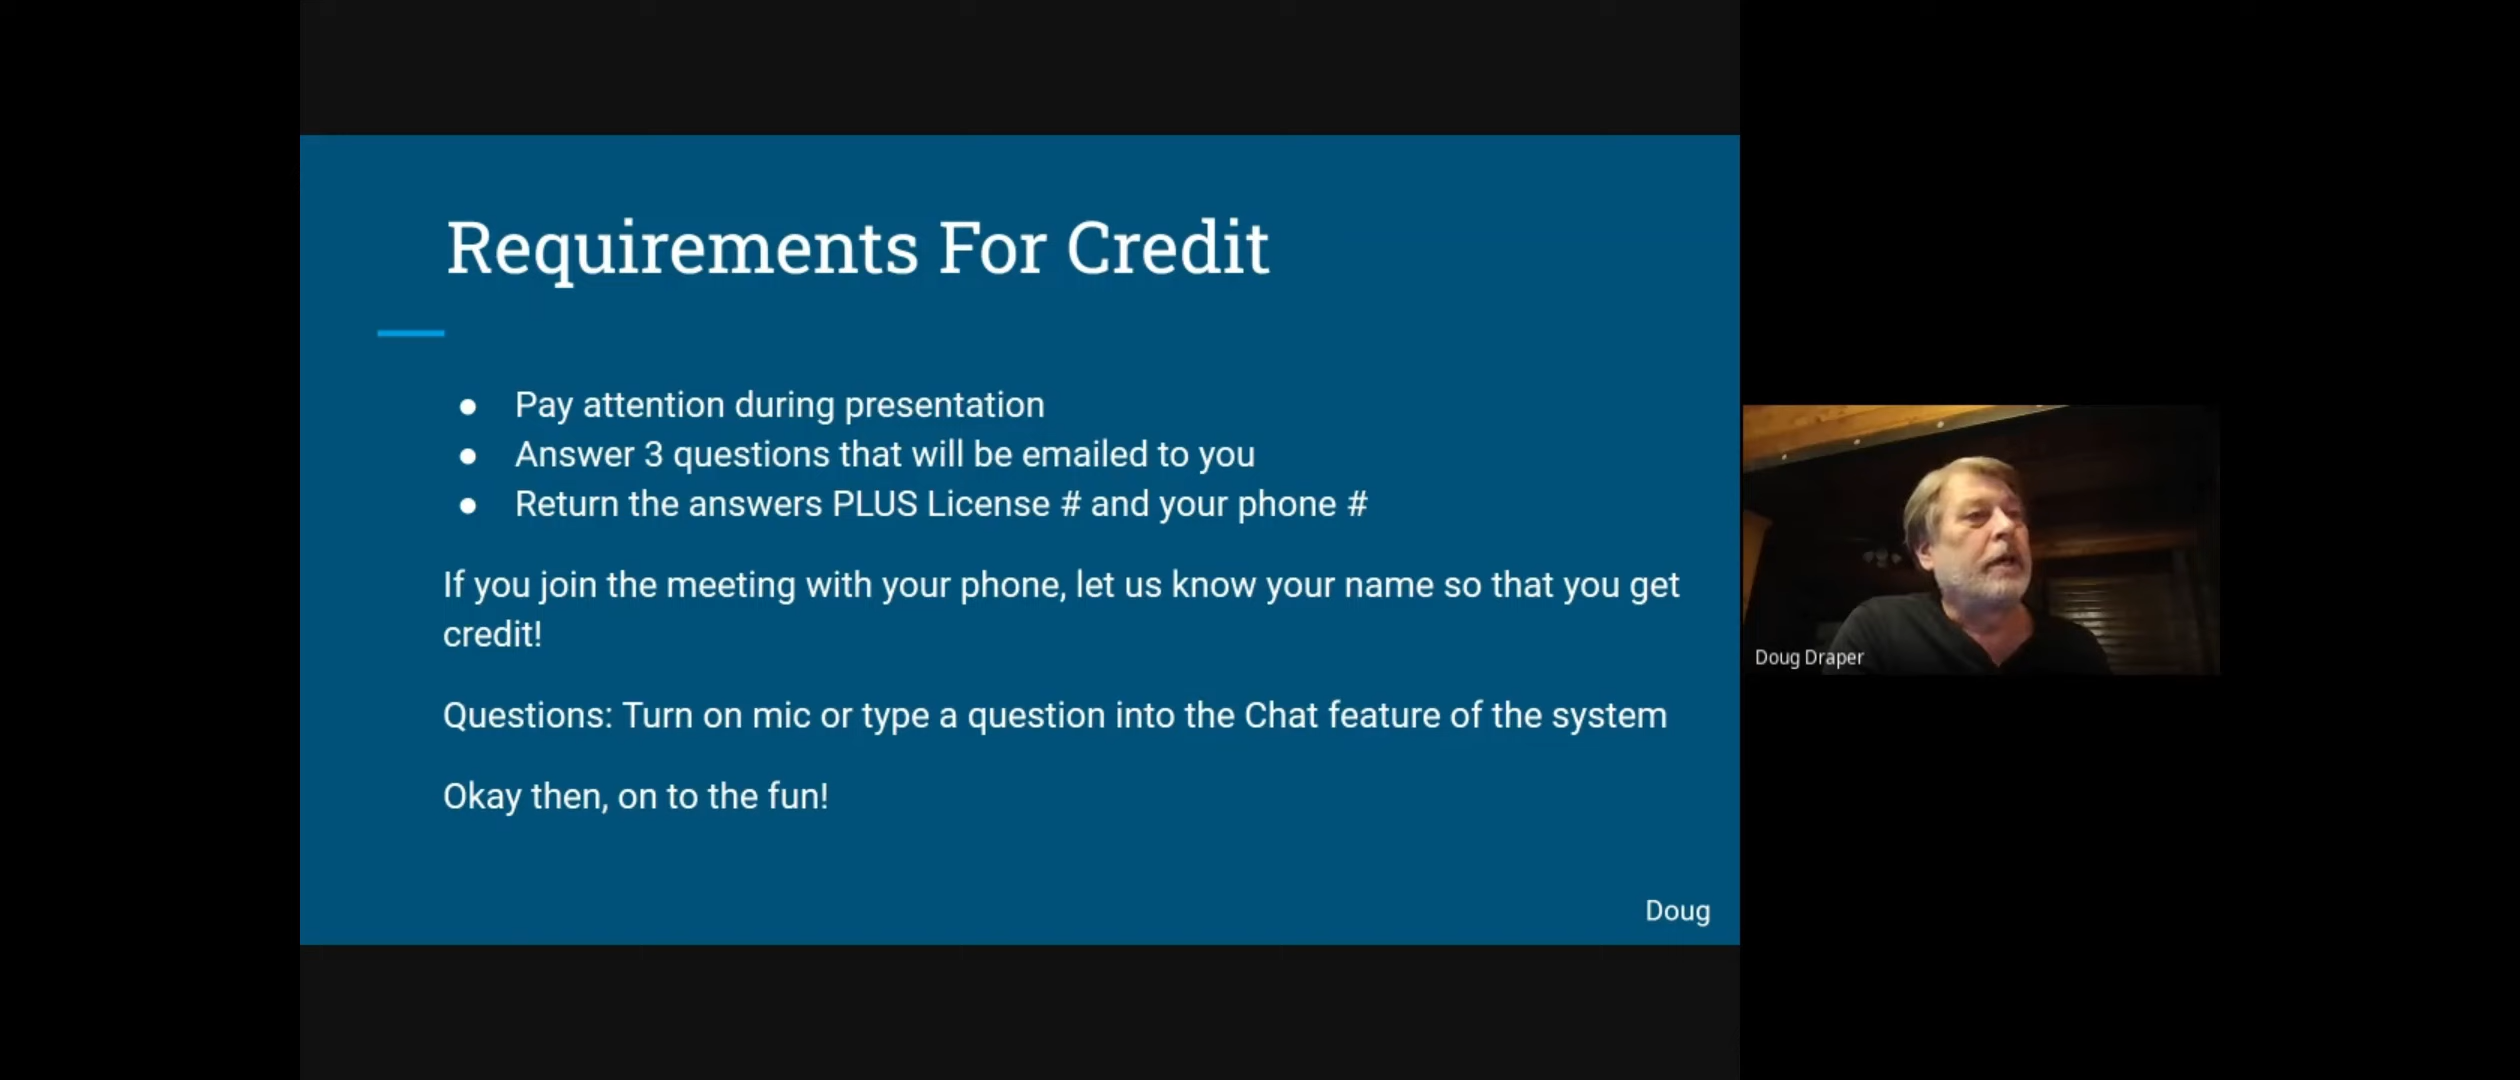 Requirements For Credit
● Pay attention during presentation
● Answer 3 questions that will be emailed to you
● Return the answers PLUS License # and your phone #
If you join the meeting with your phone, let us know your name so that you get
credit!
Questions: Turn on mic or type a question into the Chat feature of the system
Okay then, on to the fun!
Doug
Doug Draper